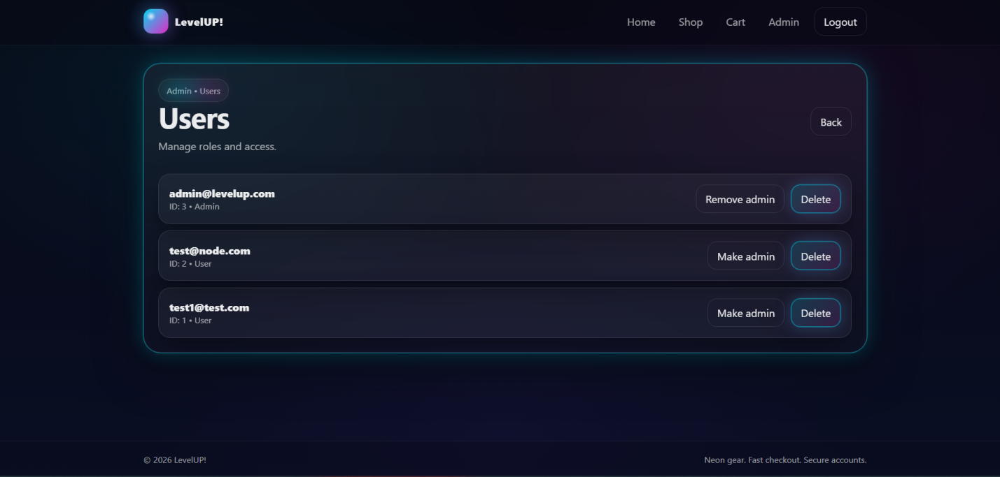 LevelUP!
Home Shop Cart Admin Logout
Admin • Users
Users
Back
Manage roles and access.
admin@levelup.com
ID: 3 • Admin
Remove admin Delete
test@node.com
ID: 2 • User
Make admin Delete
test1@test.com
ID: 1 • User
Make admin Delete
© 2026 LevelUP!
Neon gear. Fast checkout. Secure accounts.